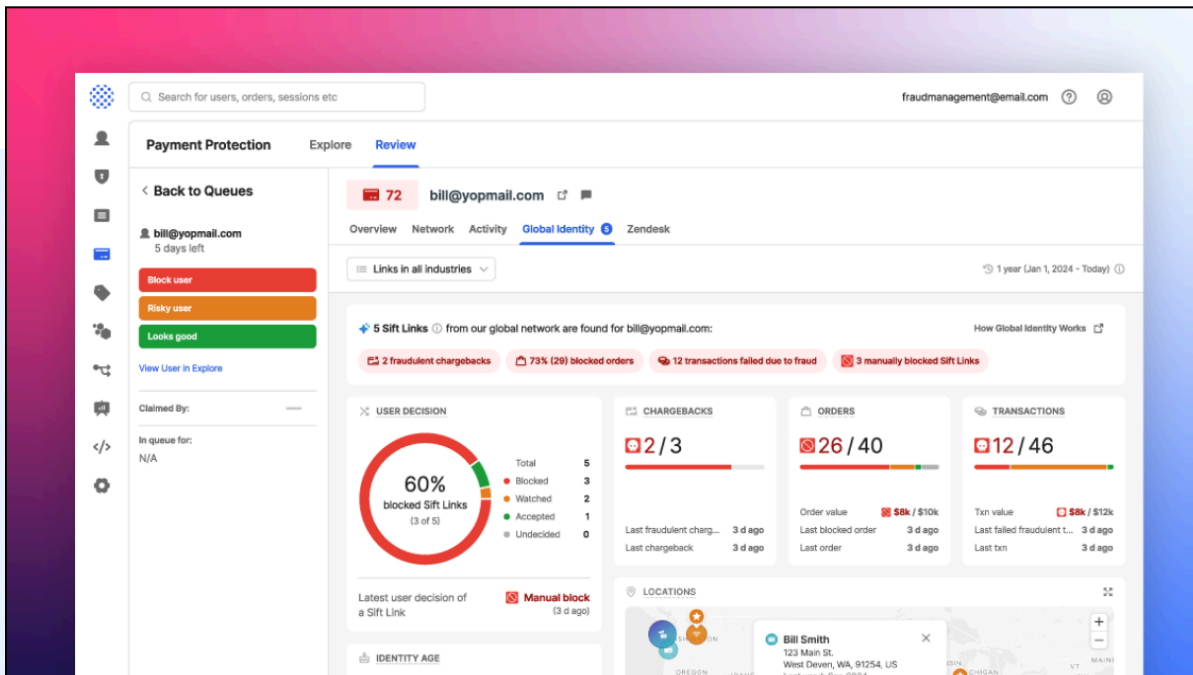 Search for users, orders, sessions etc
fraudmanagement@email.com
Payment Protection
Explore
Review
Back to Queues
bill@yopmail.com
5 days left
Block user
Risky user
Looks good
View User in Explore
Claimed By:
In queue for:
N/A
72
bill@yopmail.com
Overview
Network
Activity
Global Identity 5
Zendesk
Links in all industries
1 year (Jan 1, 2024 - Today)
5 Sift Links from our global network are found for bill@yopmail.com:
How Global Identity Works
2 fraudulent chargebacks
73% (29) blocked orders
12 transactions failed due to fraud
3 manually blocked Sift Links
USER DECISION
60%
blocked Sift Links
(3 of 5)
Total 5
Blocked 3
Watched 2
Accepted 1
Undecided 0
Latest user decision of
a Sift Link
Manual block
(3 d ago)
IDENTITY AGE
CHARGEBACKS
2/3
Last fraudulent charg... 3 d ago
Last chargeback 3 d ago
ORDERS
26/40
Order value $8k / $10k
Last blocked order 3 d ago
Last order 3 d ago
TRANSACTIONS
12/46
Txn value $8k / $12k
Last failed fraudulent t... 3 d ago
Last txn 3 d ago
LOCATIONS
Bill Smith
123 Main St.
West Deven, WA, 91254, US
OREGON
VT
MAINE